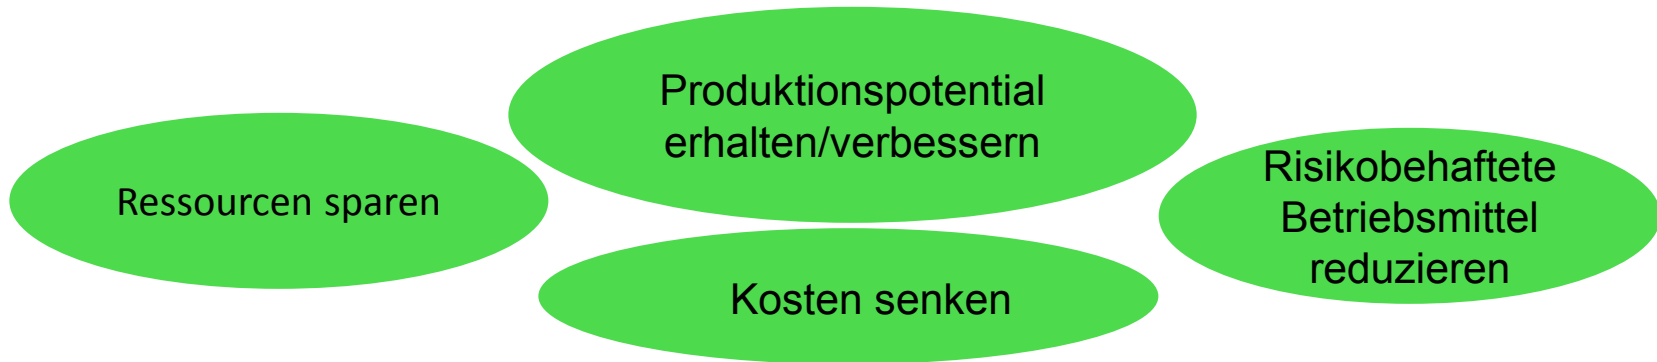 Ressourcen sparen
Produktionspotential
erhalten/verbessern
Kosten senken
Risikobehaftete
Betriebsmittel
reduzieren